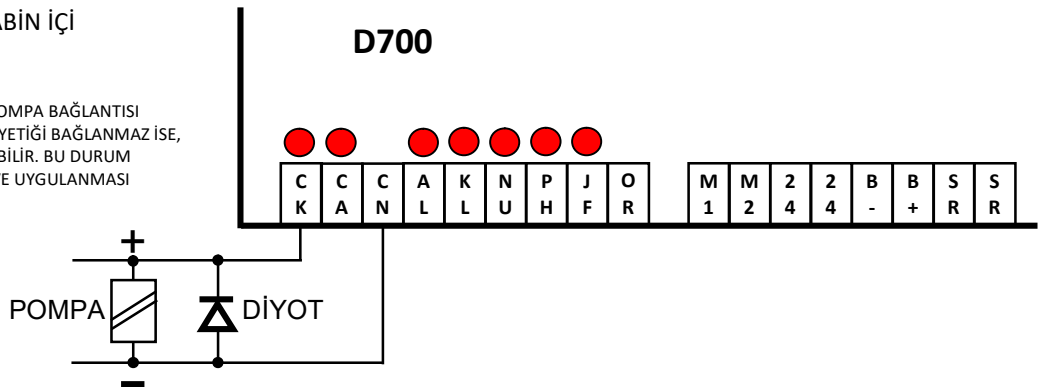 ABİN İÇİ
D700
OMPA BAĞLANTISI
YETİĞİ BAĞLANMAZ İSE,
BİLİR. BU DURUM
VE UYGULANMASI
C C C A K N P J O M M 2 2 B B S S
K A N L L U H F R 1 2 4 4 - + R R
+
POMPA DİYOT
-